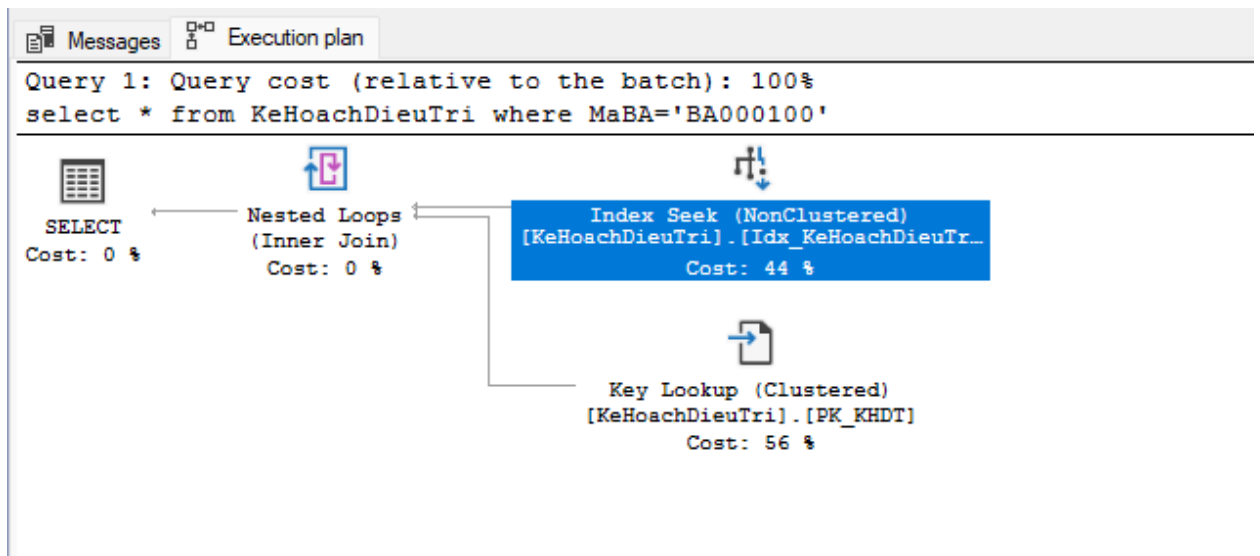 Messages
Execution plan
Query 1: Query cost (relative to the batch): 100%
select * from KeHoachDieuTri where MaBA='BA000100'
SELECT
Cost: 0 %
Nested Loops
(Inner Join)
Cost: 0 %
Index Seek (NonClustered)
[KeHoachDieuTri].[Idx_KeHoachDieuTr…
Cost: 44 %
Key Lookup (Clustered)
[KeHoachDieuTri].[PK_KHDT]
Cost: 56 %